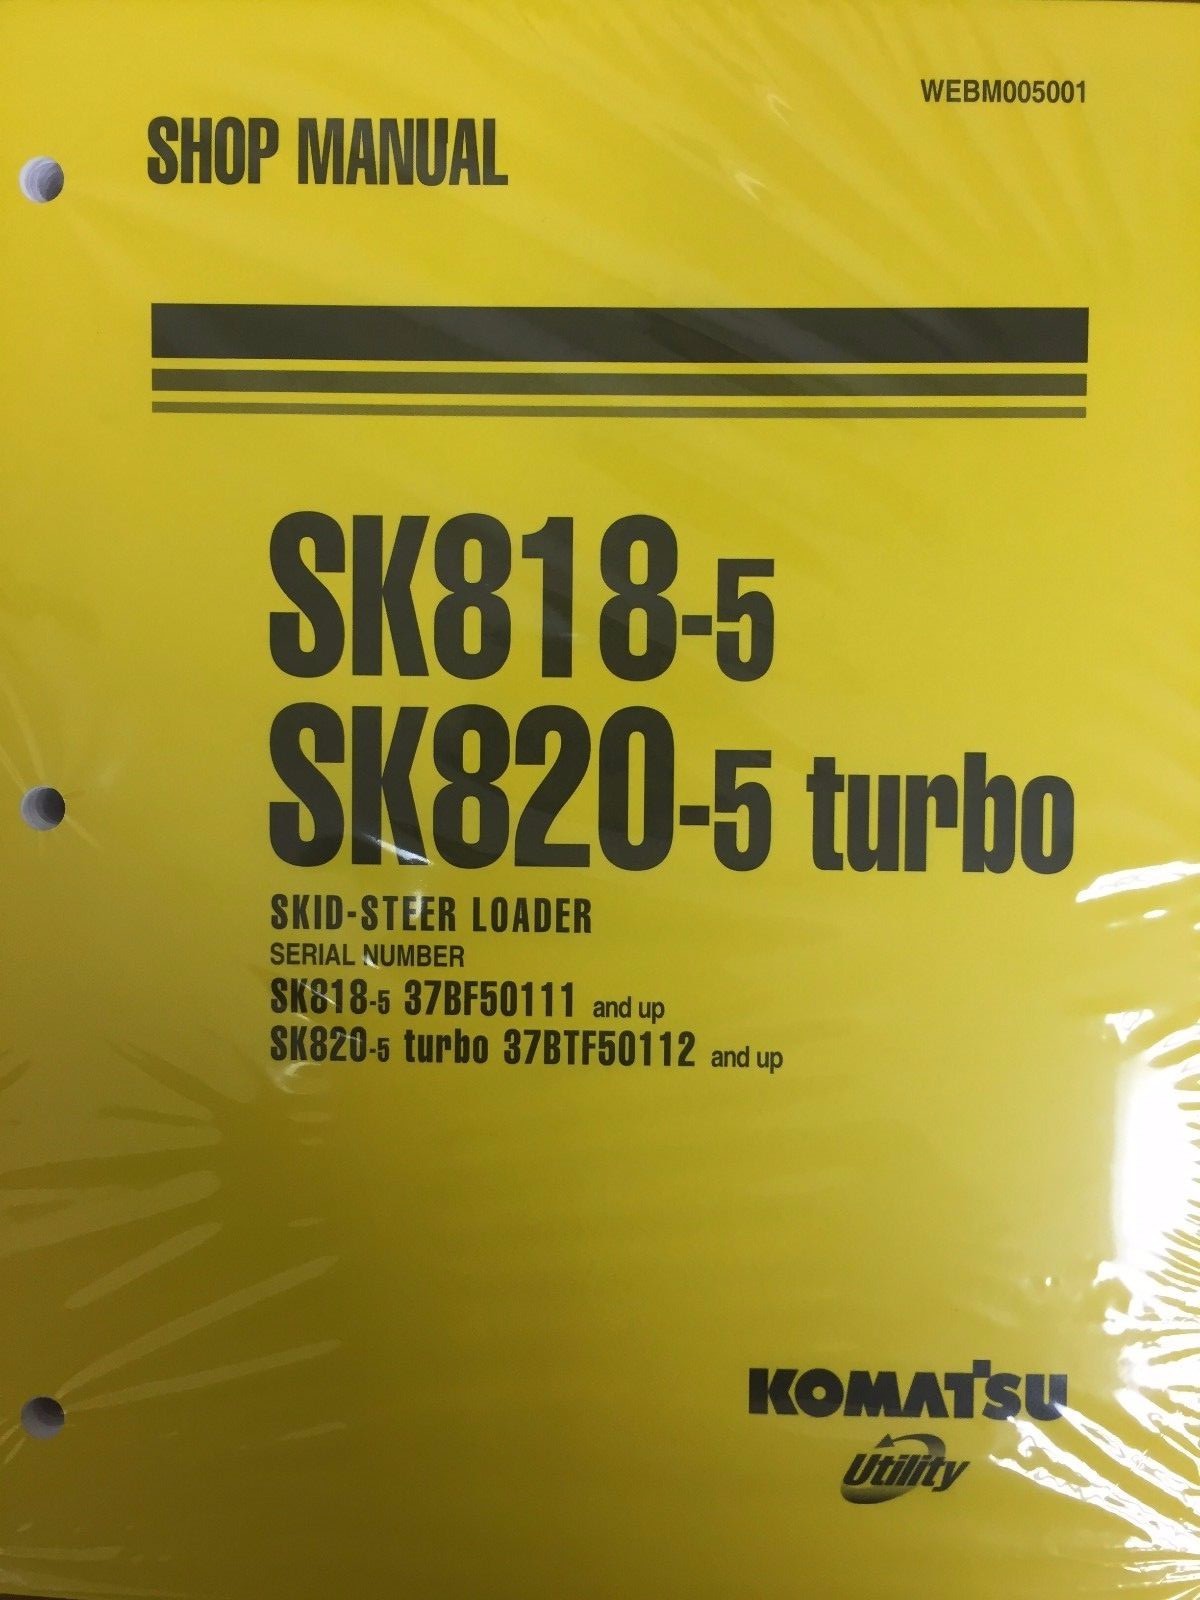 WEBM005001
SHOP MANUAL
SK818-5
SK820-5 turbo
SKID-STEER LOADER
SERIAL NUMBER
SK818-5 37BF50111 and up
SK820-5 turbo 37BTF50112 and up
KOMATSU
Utility